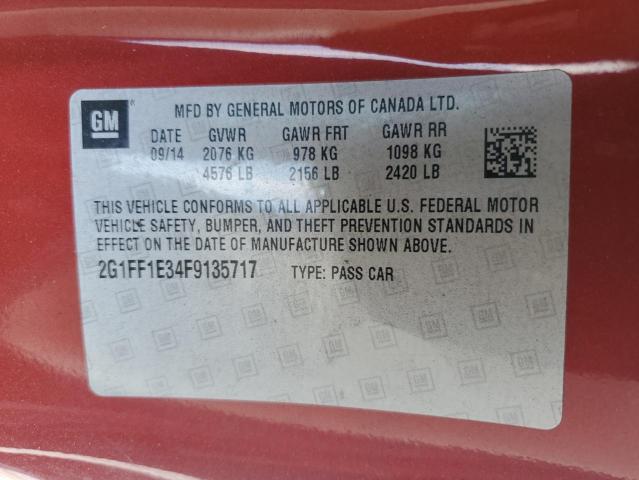 GM
MFD BY GENERAL MOTORS OF CANADA LTD.
DATE GVWR GAWR FRT GAWR RR
09/14 2076 KG 978 KG 1098 KG
4576 LB 2156 LB 2420 LB
THIS VEHICLE CONFORMS TO ALL APPLICABLE U.S. FEDERAL MOTOR
VEHICLE SAFETY, BUMPER, AND THEFT PREVENTION STANDARDS IN
EFFECT ON THE DATE OF MANUFACTURE SHOWN ABOVE.
2G1FF1E34F9135717 TYPE: PASS CAR